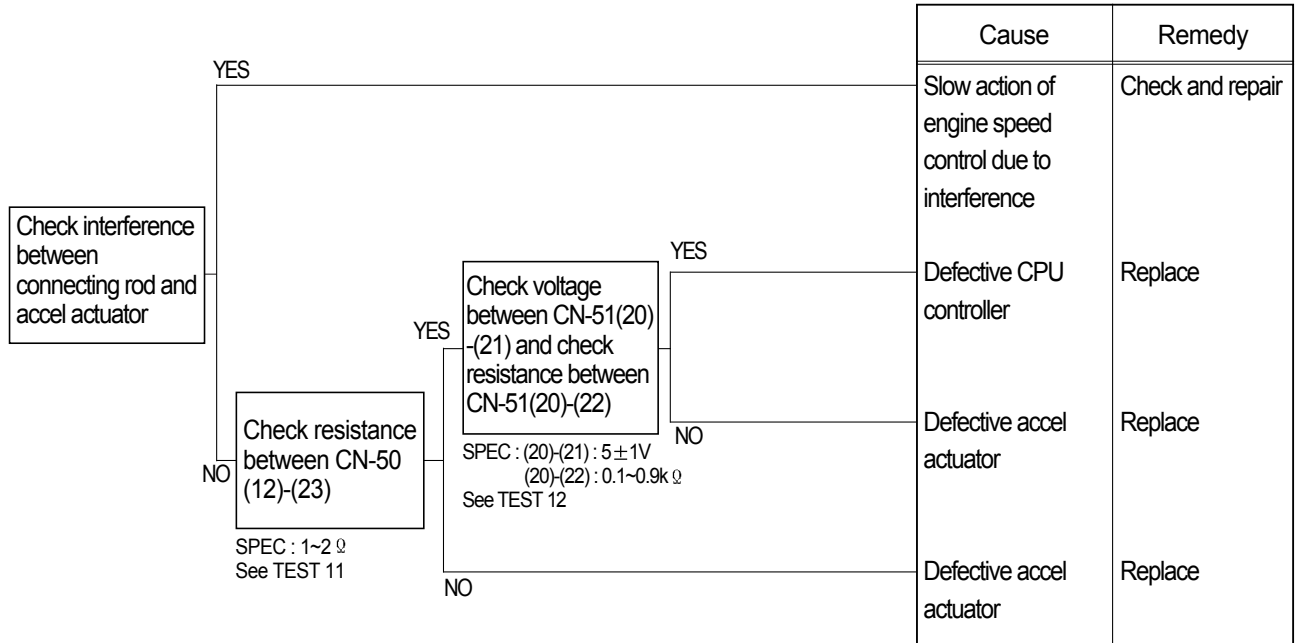 Cause
Remedy
YES
Slow action of
engine speed
control due to
interference
Check and repair
Check interference
between
connecting rod and
accel actuator
YES
Defective CPU
controller
Replace
YES
Check voltage
between CN-51(20)
-(21) and check
resistance between
CN-51(20)-(22)
NO
Defective accel
actuator
Replace
SPEC : (20)-(21) : 5±1V
(20)-(22) : 0.1~0.9k Ω
See TEST 12
NO
Check resistance
between CN-50
(12)-(23)
SPEC : 1~2 Ω
See TEST 11
NO
Defective accel
actuator
Replace